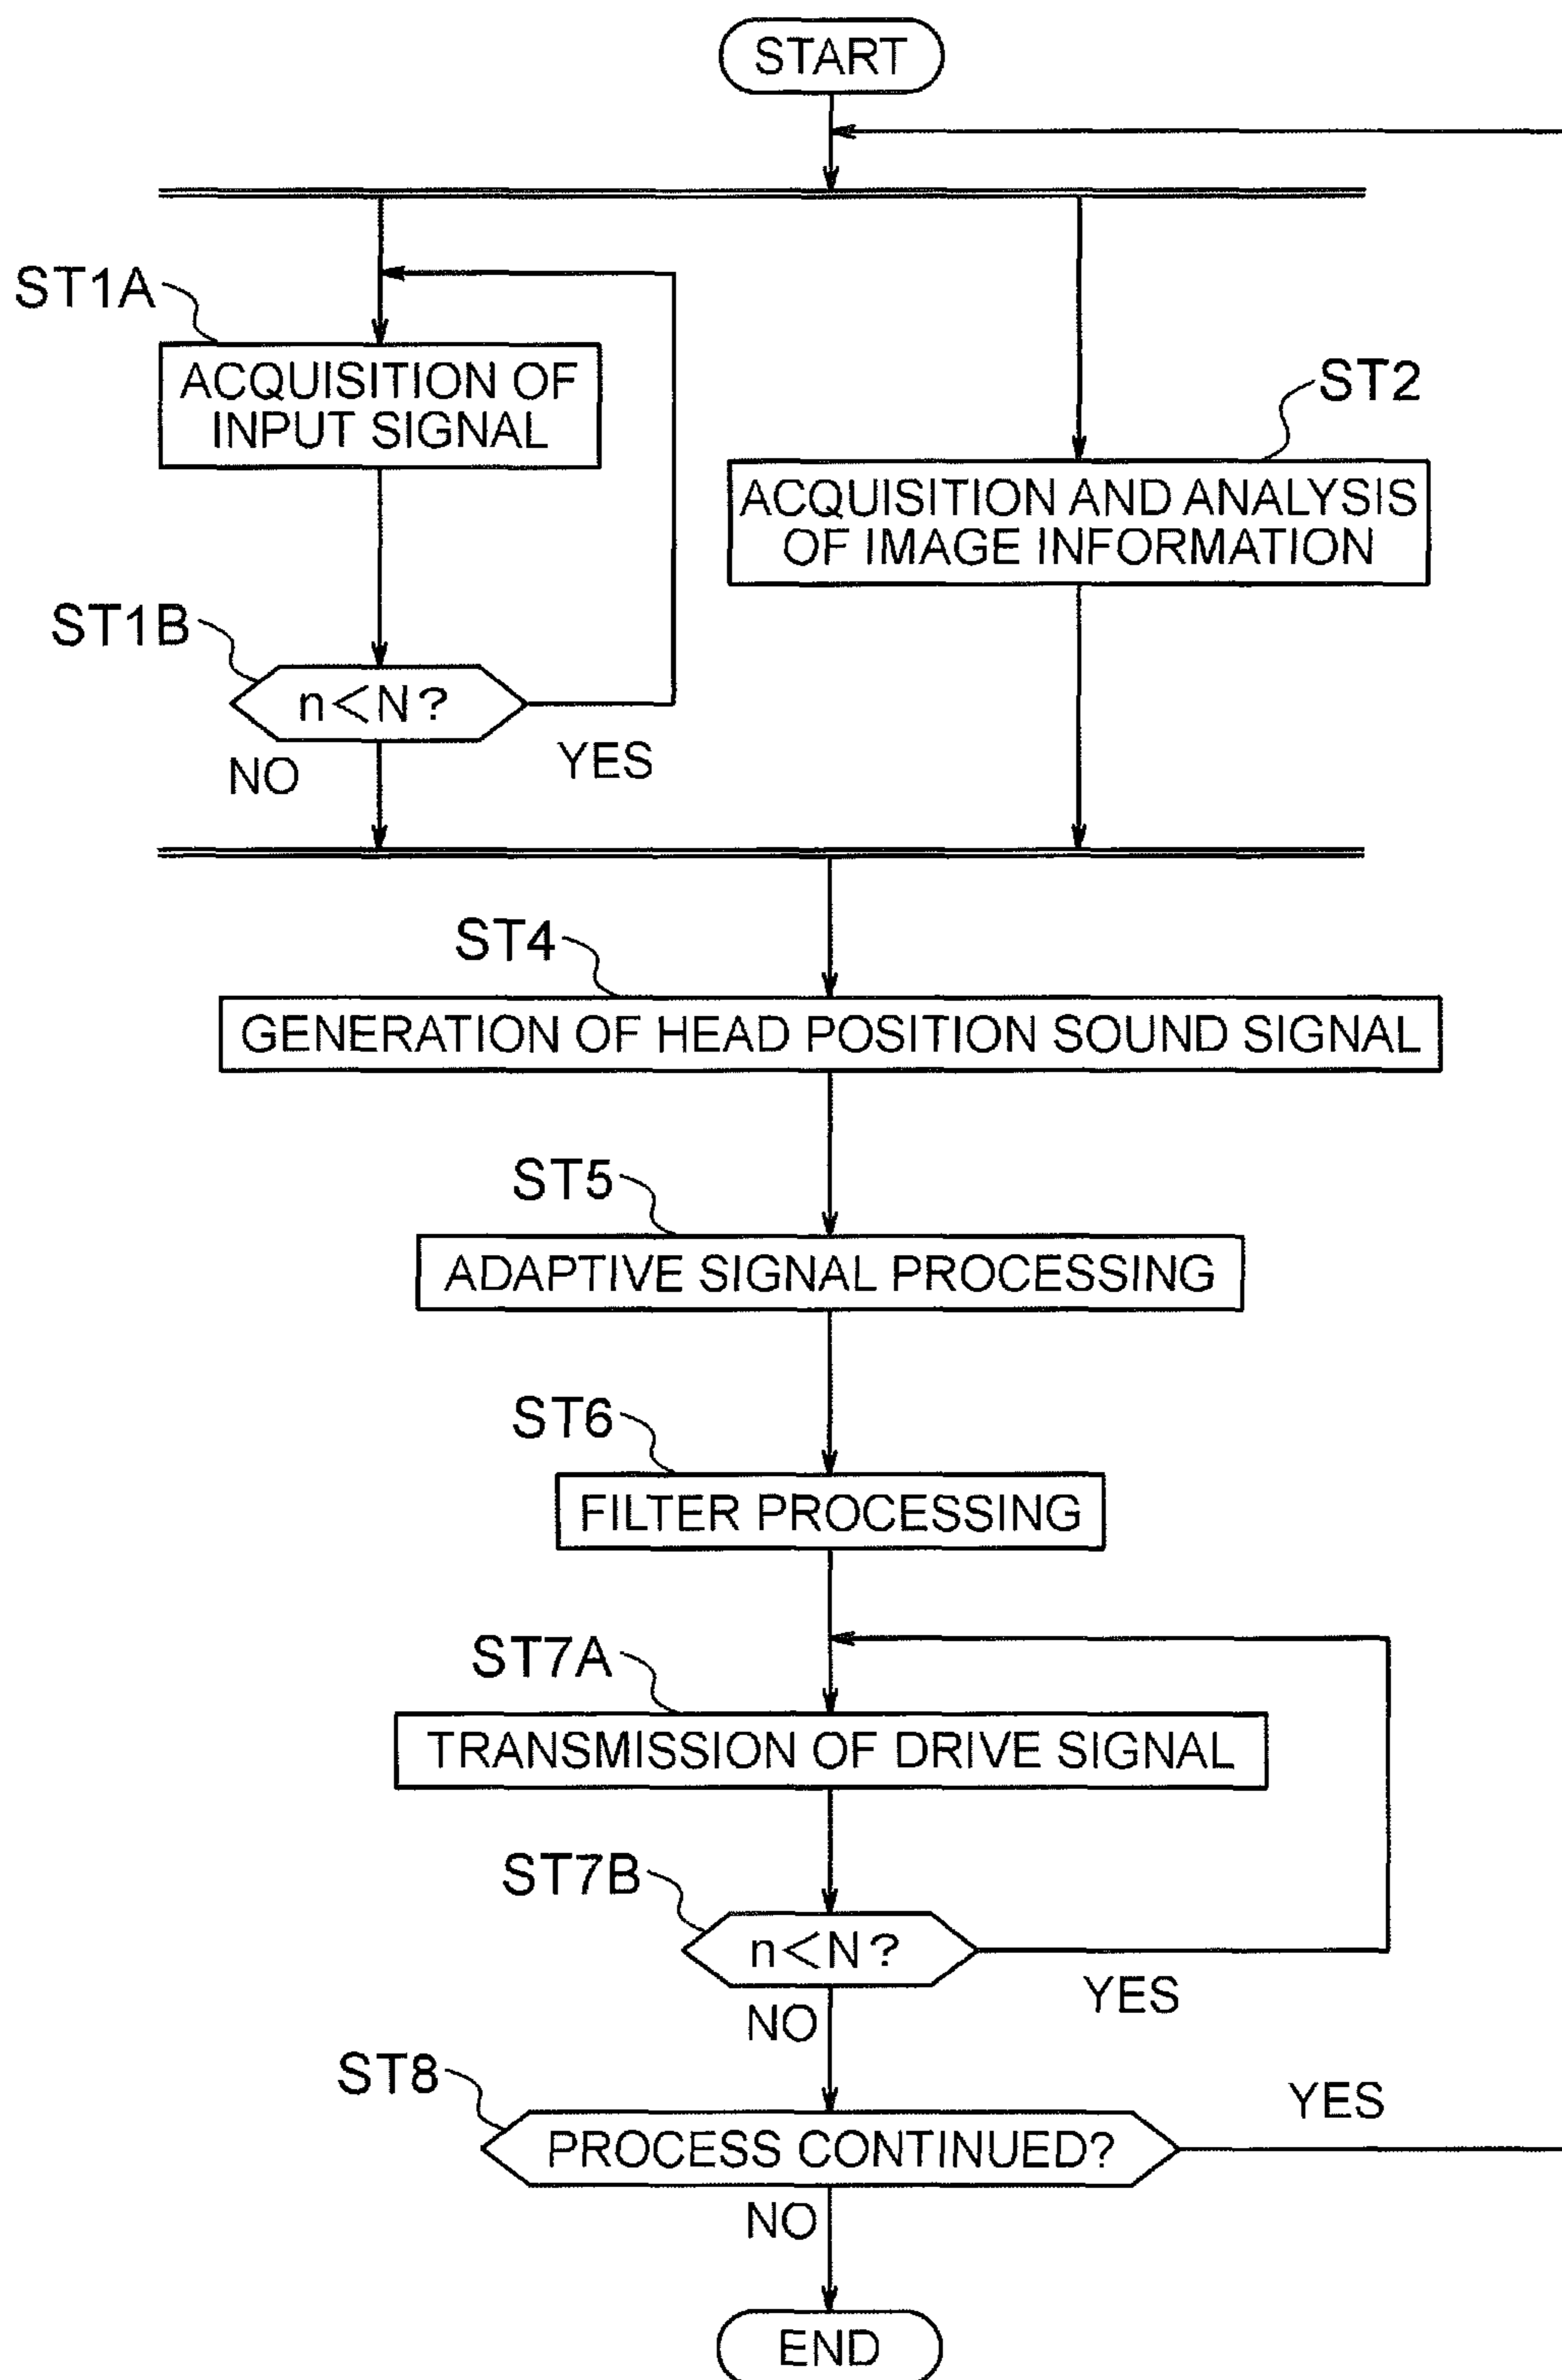 START
ST1A
ACQUISITION OF
INPUT SIGNAL
ST2
ACQUISITION AND ANALYSIS
OF IMAGE INFORMATION
ST1B
n<N?
NO
YES
ST4
GENERATION OF HEAD POSITION SOUND SIGNAL
ST5
ADAPTIVE SIGNAL PROCESSING
ST6
FILTER PROCESSING
ST7A
TRANSMISSION OF DRIVE SIGNAL
ST7B
n<N?
YES
NO
ST8
PROCESS CONTINUED?
YES
NO
END